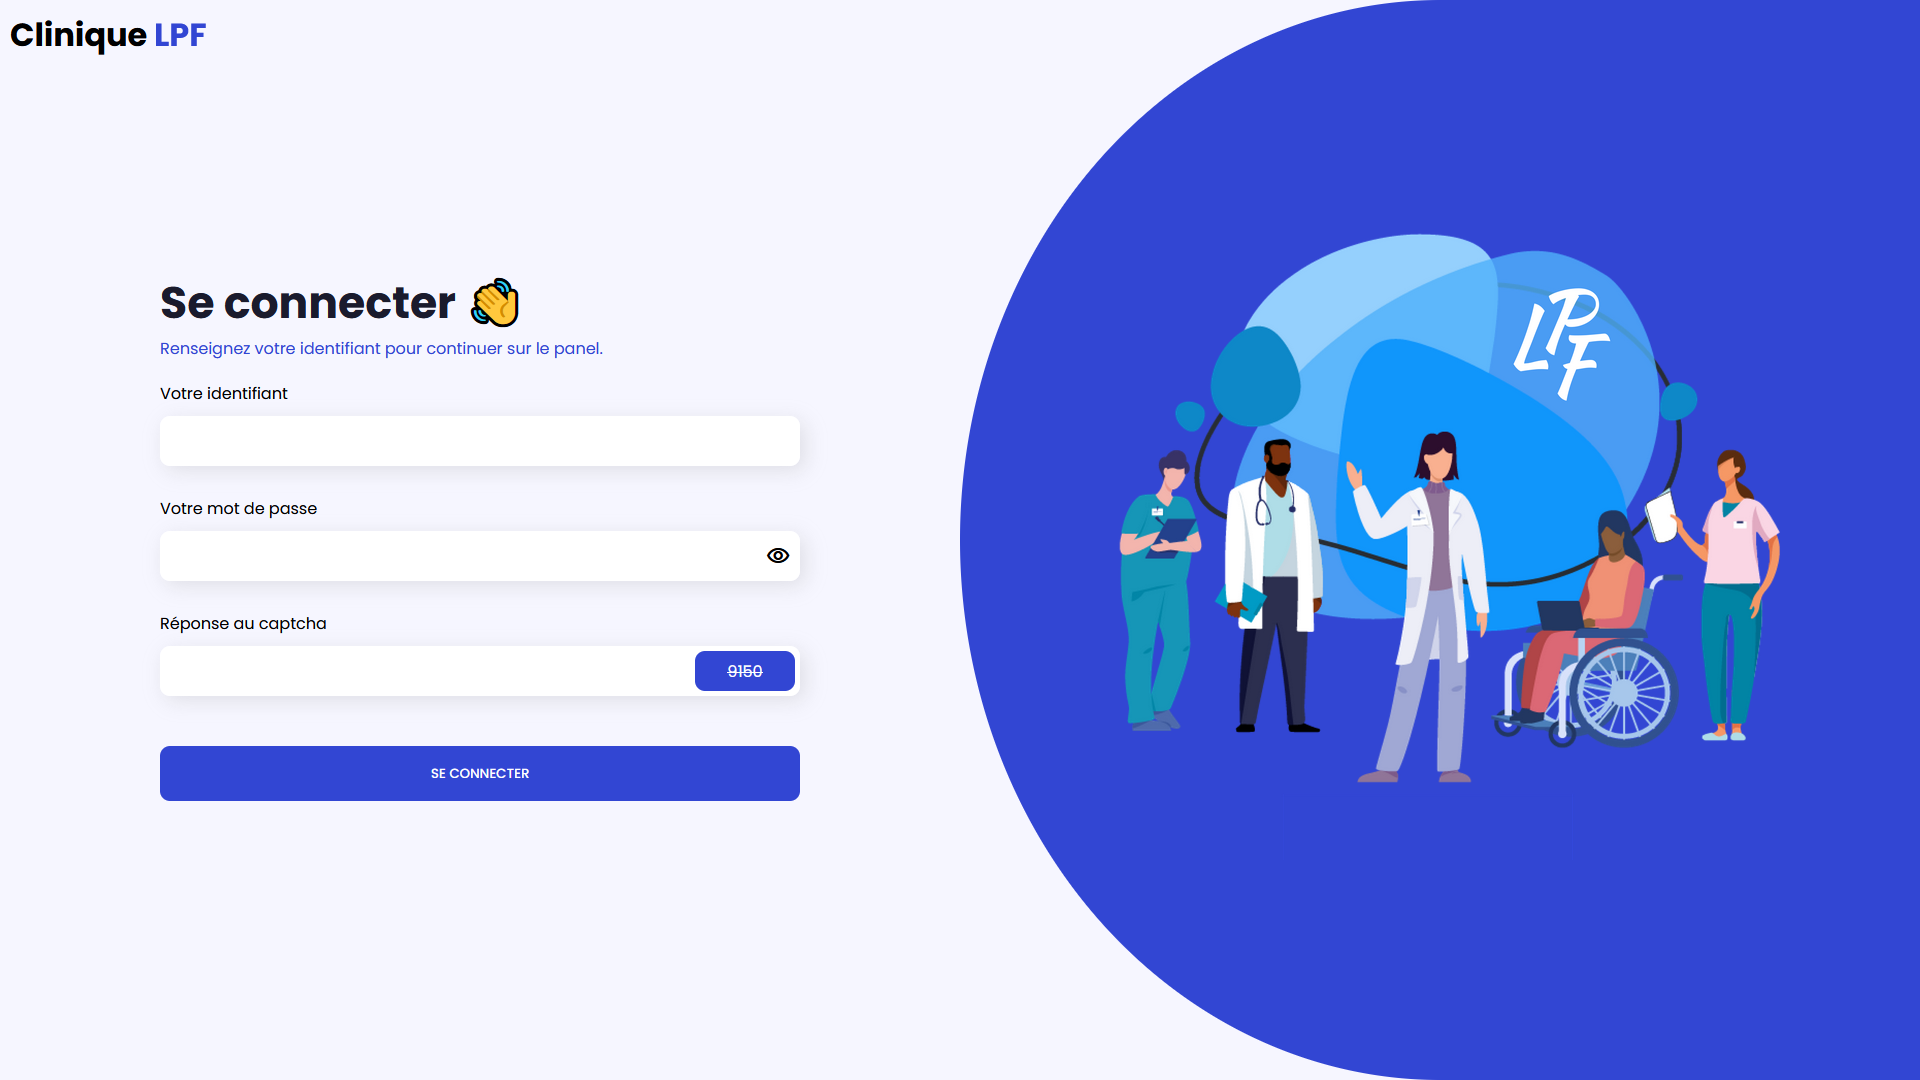 Clinique LPF
Se connecter
Renseignez votre identifiant pour continuer sur le panel.
Votre identifiant
Votre mot de passe
Réponse au captcha
9150
SE CONNECTER
LPF